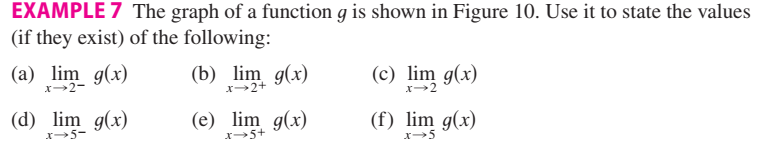 EXAMPLE 7 The graph of a function g is shown in Figure 10. Use it to state the values
(if they exist) of the following:
(a) lim x→2⁻ g(x) (b) lim x→2⁺ g(x) (c) lim x→2 g(x)
(d) lim x→5⁻ g(x) (e) lim x→5⁺ g(x) (f) lim x→5 g(x)